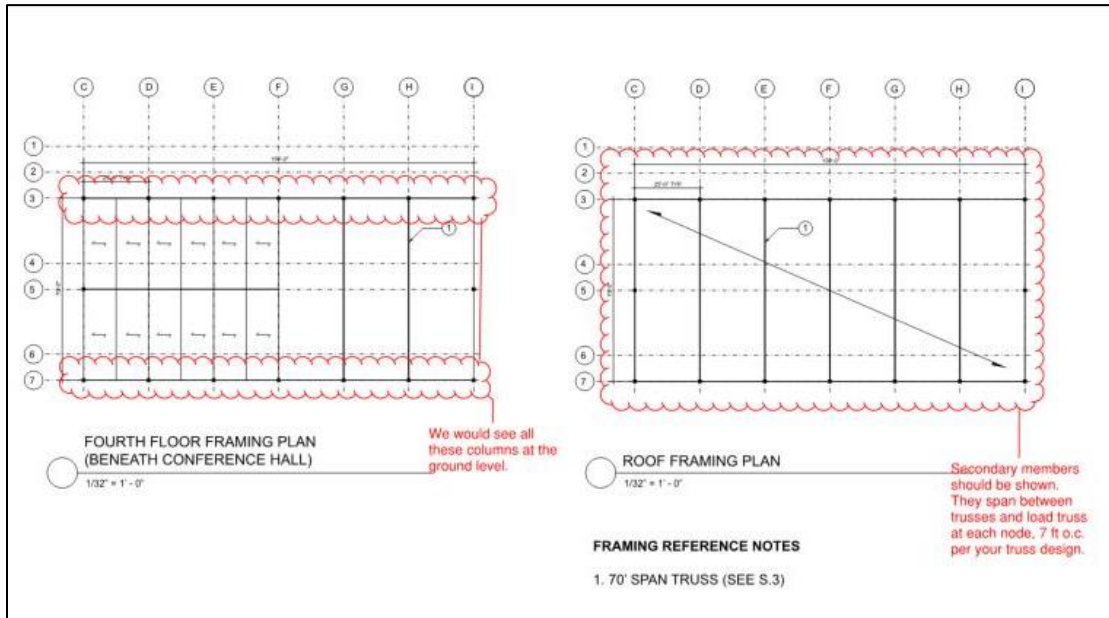 C D E F G H I
1
2
3
4
5
6
7
1
FOURTH FLOOR FRAMING PLAN
(BENEATH CONFERENCE HALL)
1/32" = 1' - 0"
We would see all
these columns at the
ground level.
C D E F G H I
1
2
3
4
5
6
7
25'-0" TYP
1
ROOF FRAMING PLAN
1/32" = 1' - 0"
Secondary members
should be shown.
They span between
trusses and load truss
at each node, 7 ft o.c.
per your truss design.
FRAMING REFERENCE NOTES
1. 70' SPAN TRUSS (SEE S.3)